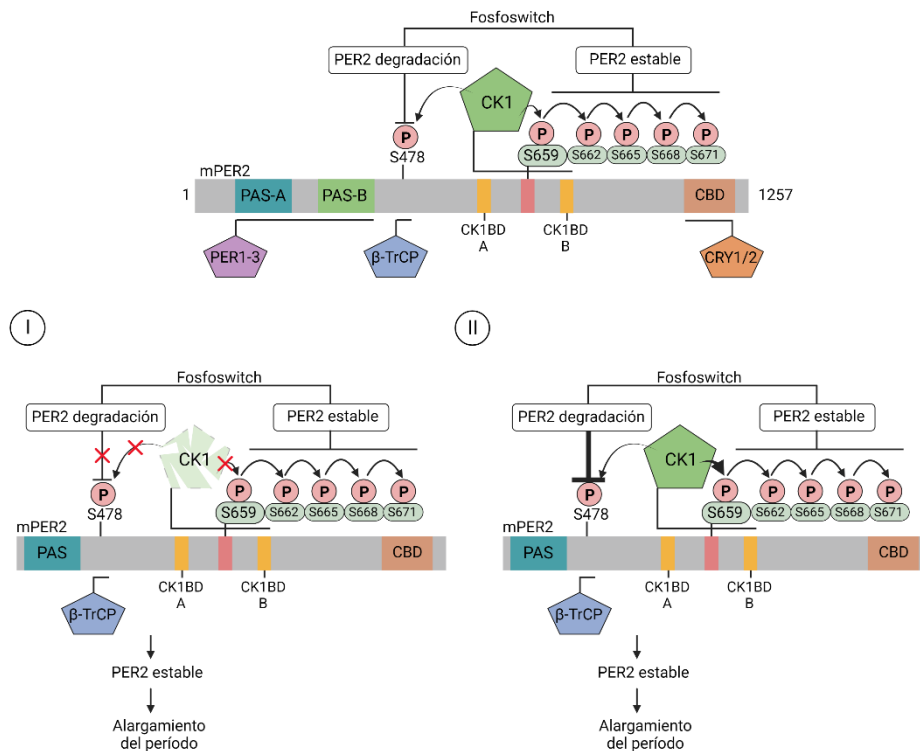 Fosfoswitch
PER2 degradación
PER2 estable
CK1
P
P
P
P
P
P
S478
S659
S662
S665
S668
S671
mPER2
1
PAS-A
PAS-B
CBD
1257
CK1BD
A
CK1BD
B
PER1-3
β-TrCP
CRY1/2
I
Fosfoswitch
PER2 degradación
PER2 estable
CK1
P
P
P
P
P
P
S478
S659
S662
S665
S668
S671
mPER2
PAS
CBD
CK1BD
A
CK1BD
B
β-TrCP
PER2 estable
Alargamiento
del período
II
Fosfoswitch
PER2 degradación
PER2 estable
CK1
P
P
P
P
P
P
S478
S659
S662
S665
S668
S671
mPER2
PAS
CBD
CK1BD
A
CK1BD
B
β-TrCP
PER2 estable
Alargamiento
del período